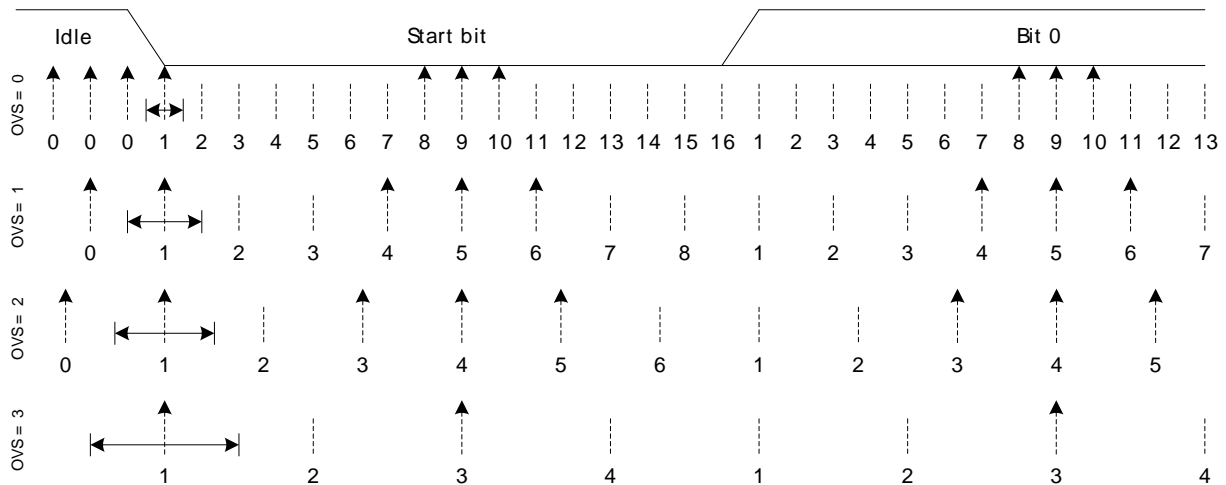 Idle Start bit Bit 0
OVS = 0
0 0 0 1 2 3 4 5 6 7 8 9 10 11 12 13 14 15 16 1 2 3 4 5 6 7 8 9 10 11 12 13
OVS = 1
0 1 2 3 4 5 6 7 8 1 2 3 4 5 6 7
OVS = 2
0 1 2 3 4 5 6 1 2 3 4 5
OVS = 3
1 2 3 4 1 2 3 4